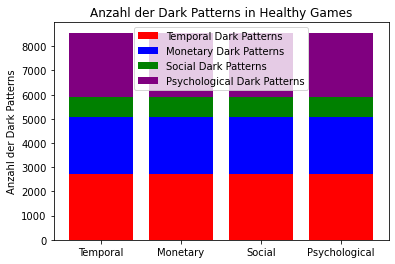 Anzahl der Dark Patterns in Healthy Games
Anzahl der Dark Patterns
8000
7000
6000
5000
4000
3000
2000
1000
0
Temporal Dark Patterns
Monetary Dark Patterns
Social Dark Patterns
Psychological Dark Patterns
Temporal Monetary Social Psychological